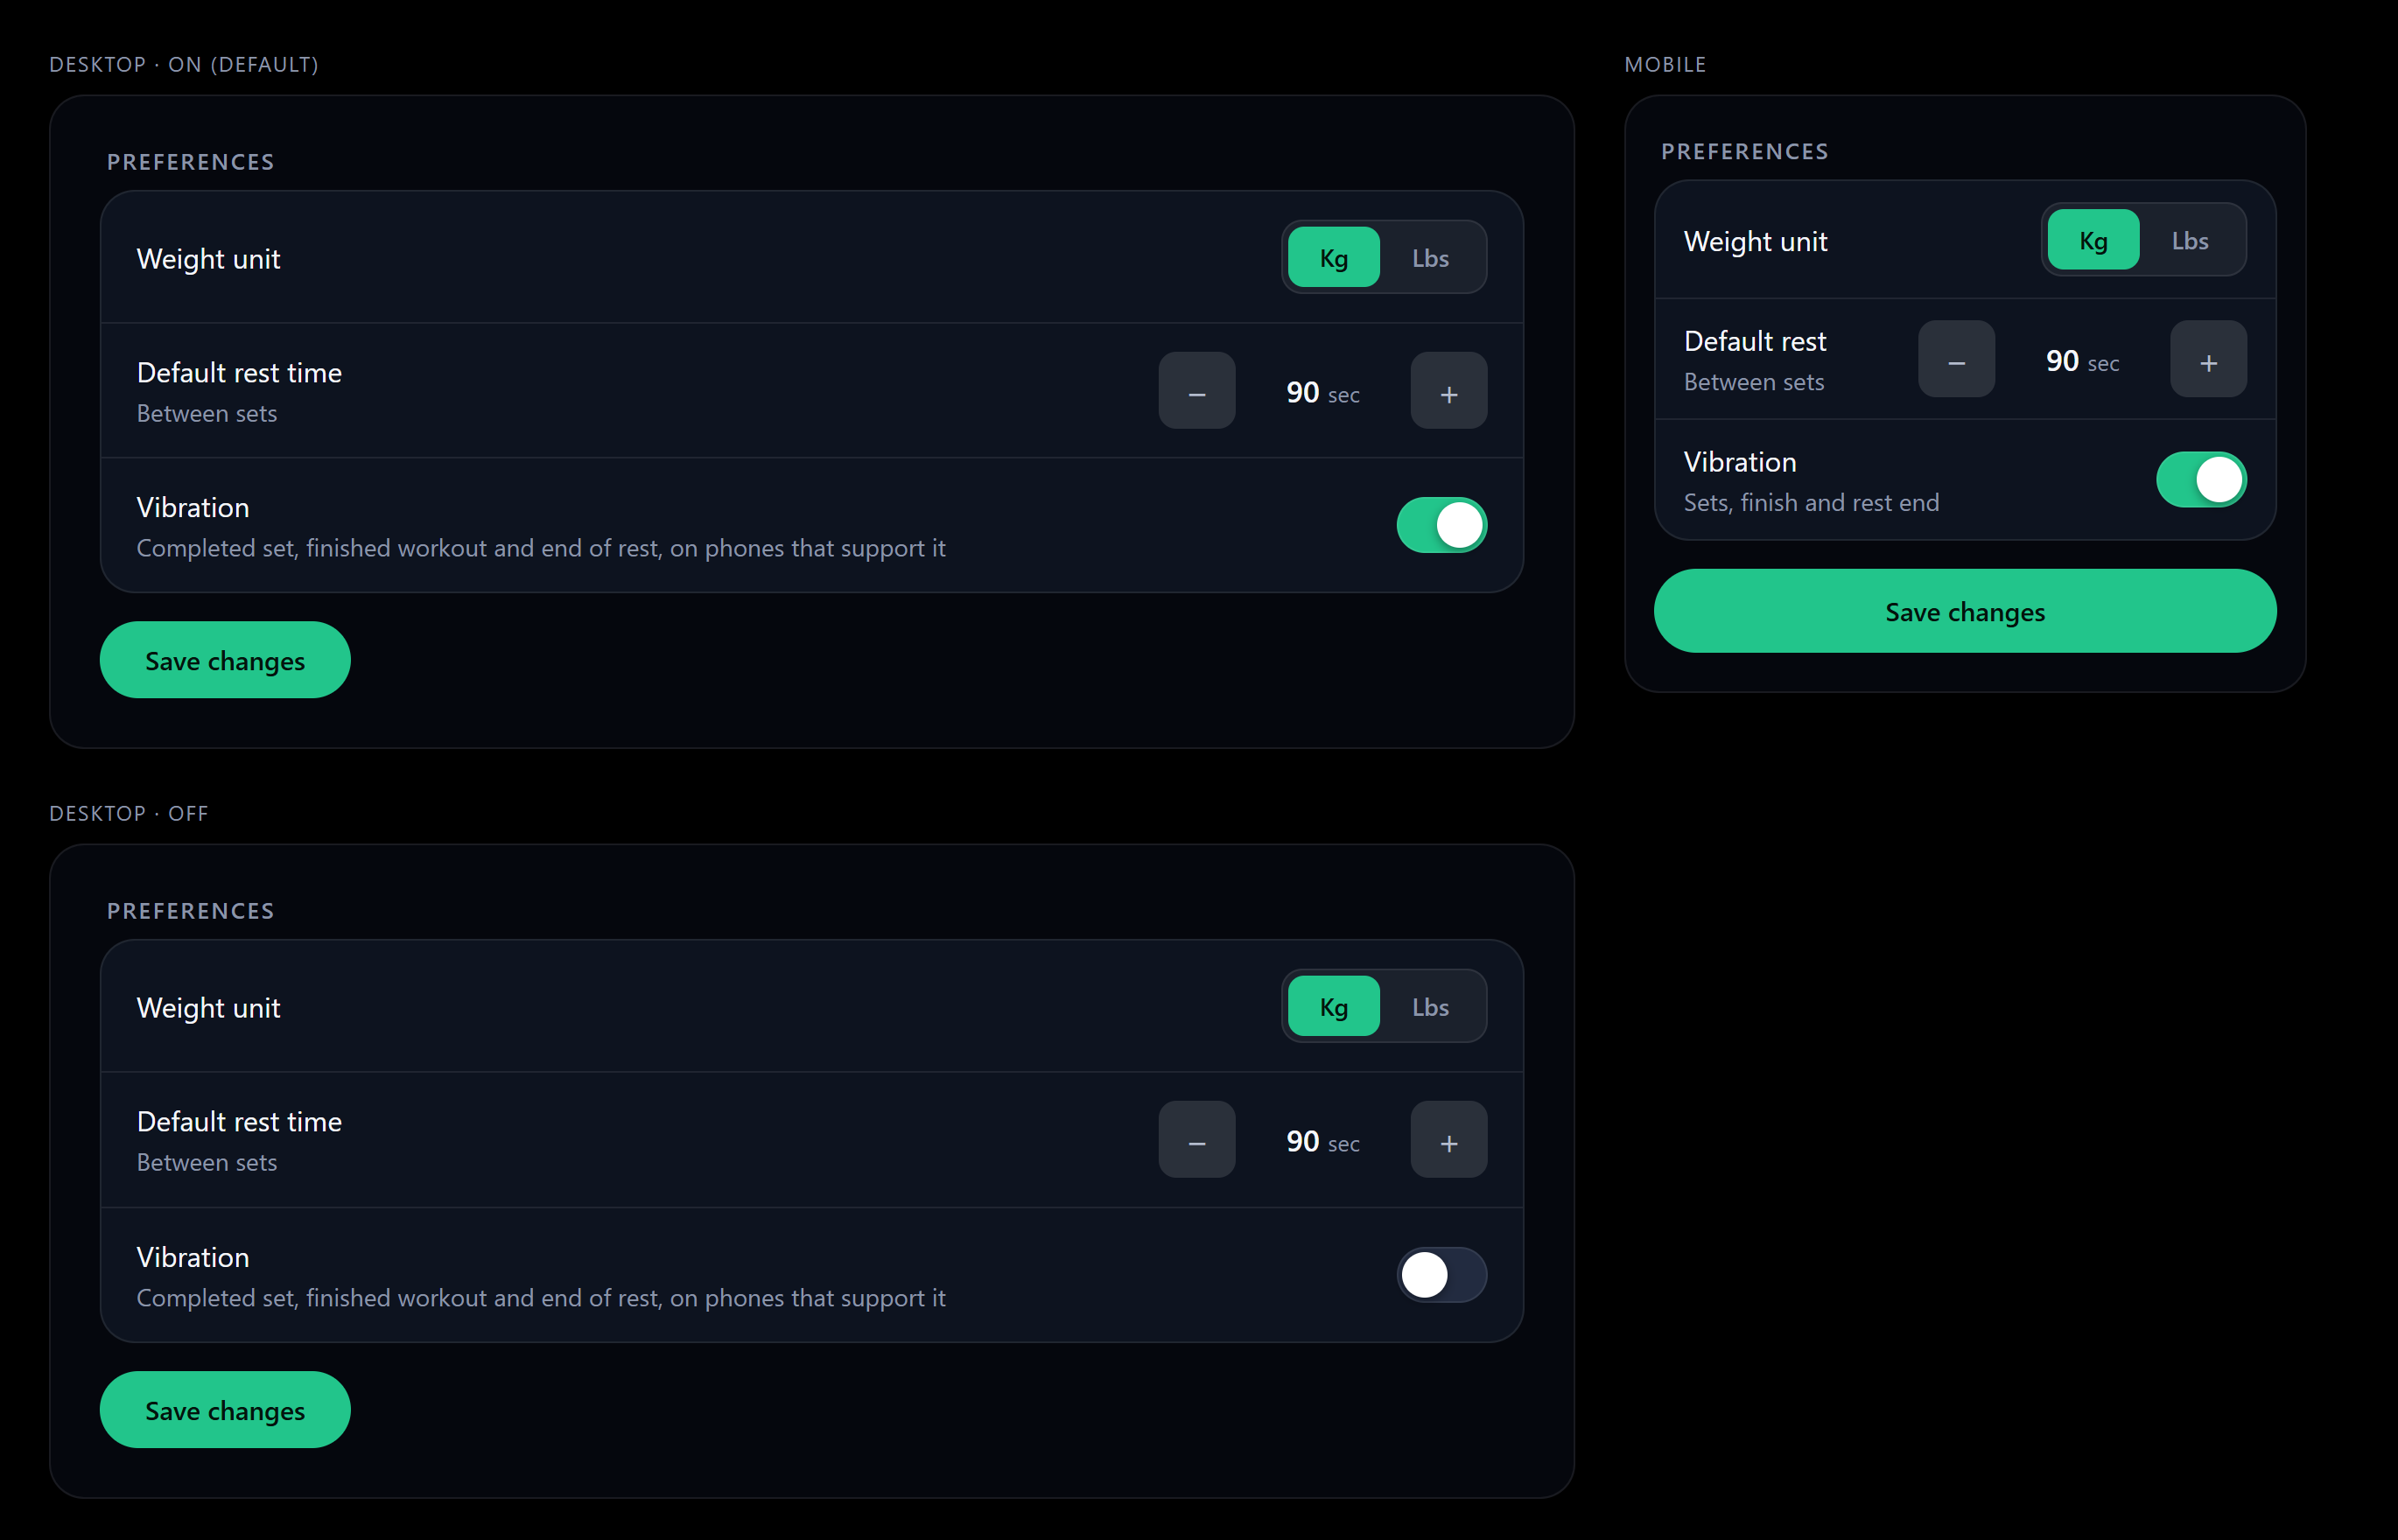 DESKTOP · ON (DEFAULT)
PREFERENCES
Weight unit
Kg Lbs
Default rest time
Between sets
− 90 sec +
Vibration
Completed set, finished workout and end of rest, on phones that support it
Save changes
MOBILE
PREFERENCES
Weight unit
Kg Lbs
Default rest
Between sets
− 90 sec +
Vibration
Sets, finish and rest end
Save changes
DESKTOP · OFF
PREFERENCES
Weight unit
Kg Lbs
Default rest time
Between sets
− 90 sec +
Vibration
Completed set, finished workout and end of rest, on phones that support it
Save changes